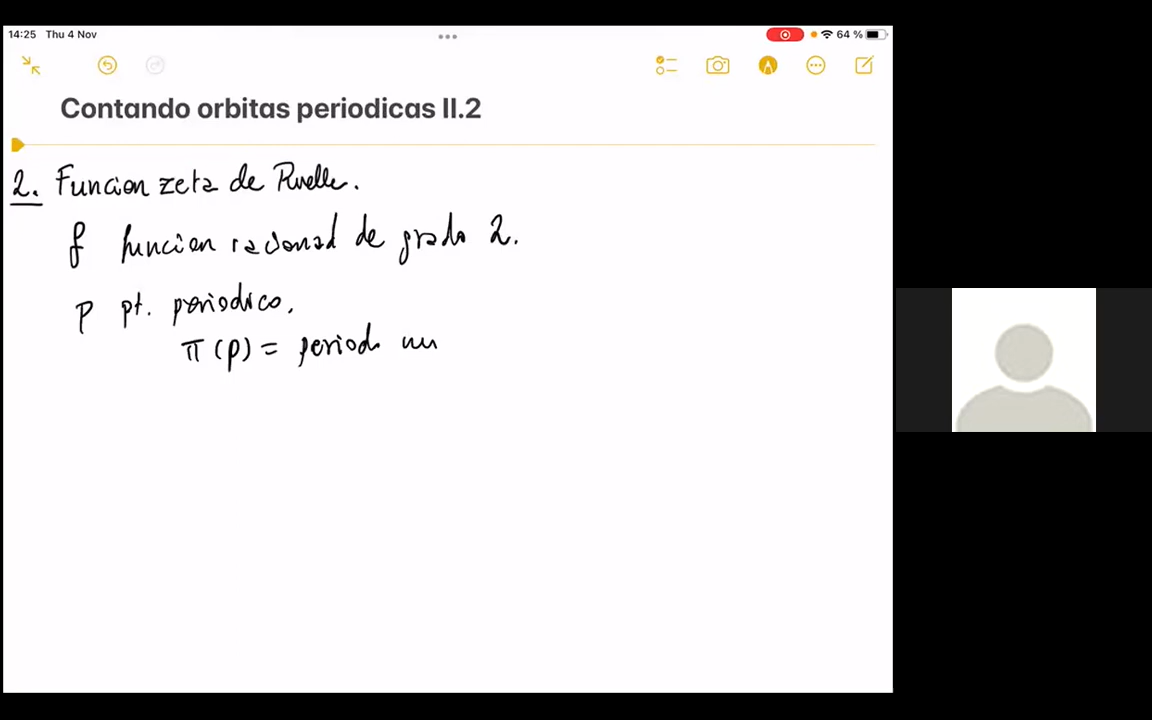 14:25 Thu 4 Nov 64 %
Contando orbitas periodicas II.2
2. Funcion zeta de Ruelle.
f funcion racional de grado 2.
p pt. periodico.
π(p) = periodo